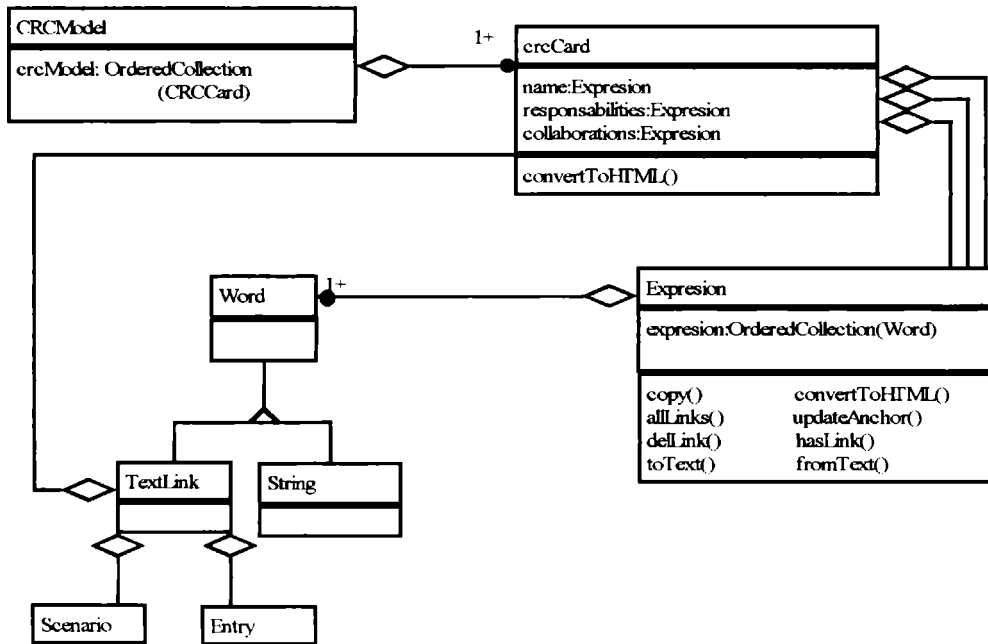 CRCModel
crcModel: OrderedCollection
(CRCCard)
1+
crcCard
name:Expresion
responsabilities:Expresion
collaborations:Expresion
convertToHTML()
Word
1+
Expresion
expresion:OrderedCollection(Word)
copy() convertToHTML()
allLinks() updateAnchor()
delLink() hasLink()
toText() fromText()
TextLink
String
Scenario
Entry